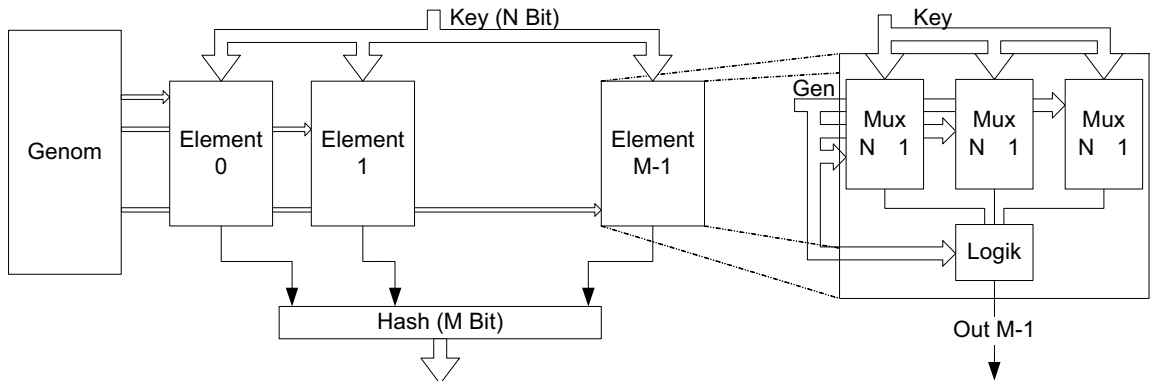 Key (N Bit)
Genom
Element
0
Element
1
Element
M-1
Hash (M Bit)
Key
Gen
Mux
N 1
Mux
N 1
Mux
N 1
Logik
Out M-1